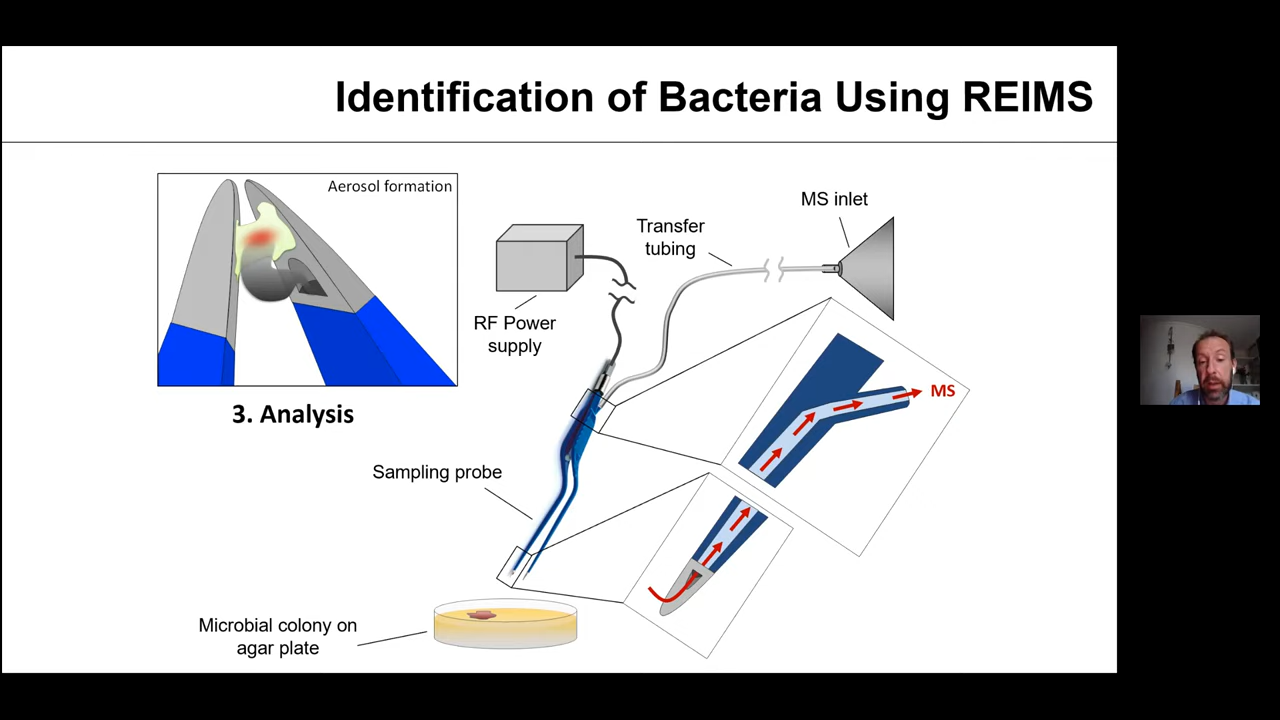 Identification of Bacteria Using REIMS
Aerosol formation
3. Analysis
RF Power
supply
Transfer
tubing
MS inlet
MS
Sampling probe
Microbial colony on
agar plate